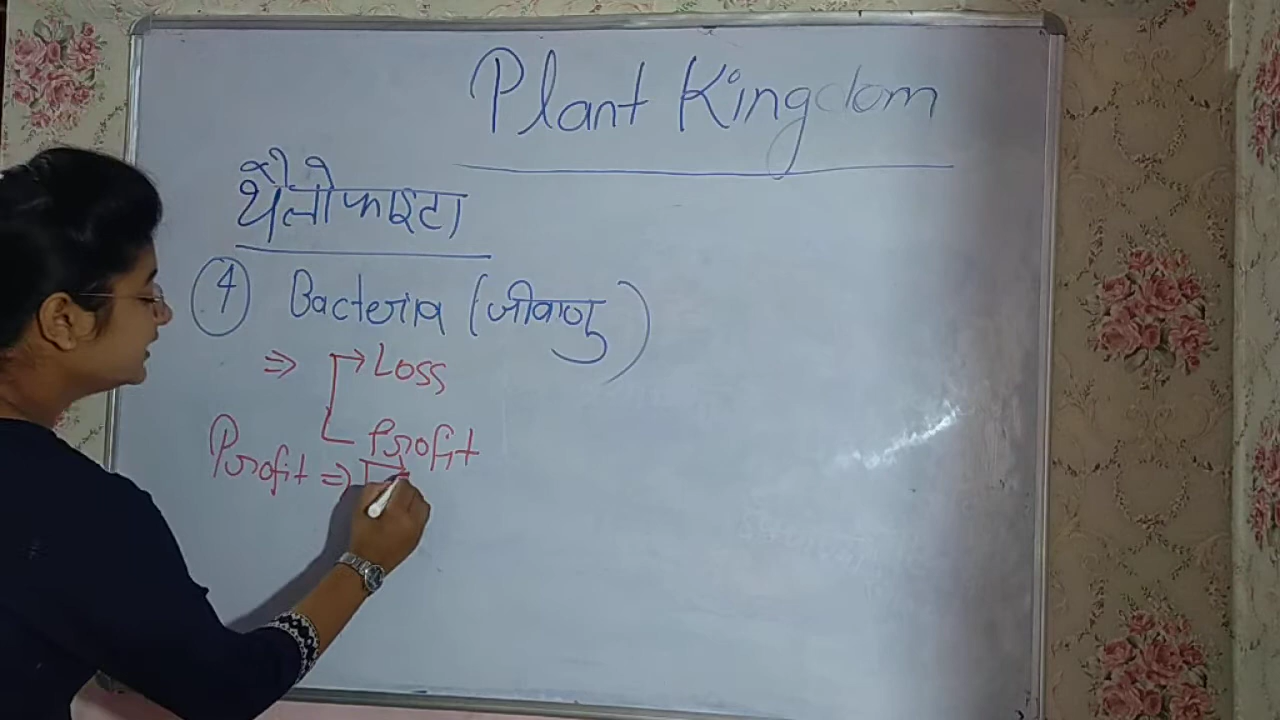 Plant Kingdom
थैलोफाइटा
4 Bacteria (जीवाणु)
⇒ → Loss
Profit
Profit ⇒